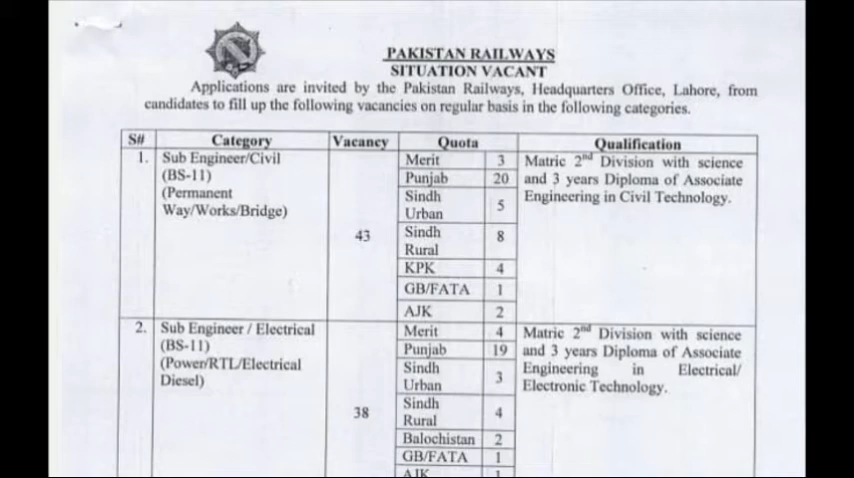 PAKISTAN RAILWAYS
SITUATION VACANT
Applications are invited by the Pakistan Railways, Headquarters Office, Lahore, from
candidates to fill up the following vacancies on regular basis in the following categories.
S# Category Vacancy Quota Qualification
1. Sub Engineer/Civil
(BS-11)
(Permanent
Way/Works/Bridge)
43
Merit 3
Punjab 20
Sindh
Urban 5
Sindh
Rural 8
KPK 4
GB/FATA 1
AJK 2
Matric 2nd Division with science
and 3 years Diploma of Associate
Engineering in Civil Technology.
2. Sub Engineer / Electrical
(BS-11)
(Power/RTL/Electrical
Diesel)
38
Merit 4
Punjab 19
Sindh
Urban 3
Sindh
Rural 4
Balochistan 2
GB/FATA 1
AJK 1
Matric 2nd Division with science
and 3 years Diploma of Associate
Engineering in Electrical/
Electronic Technology.